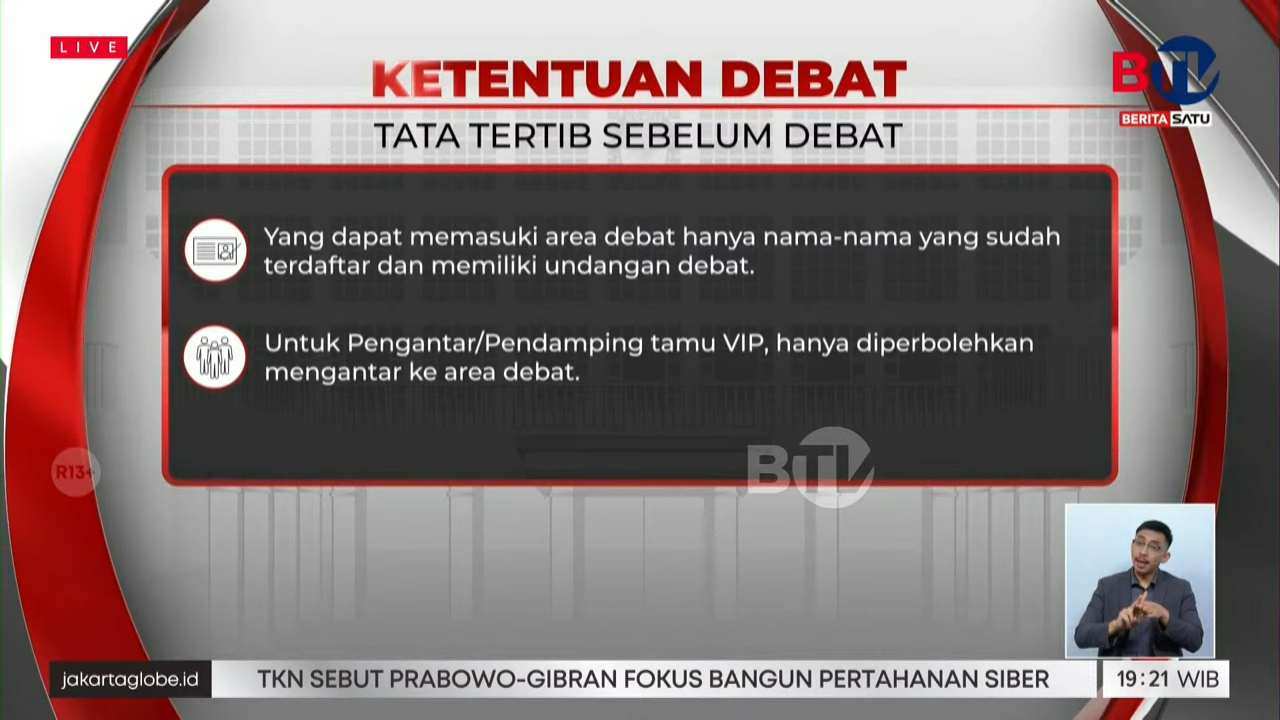 LIVE
KETENTUAN DEBAT
BTV
BERITA SATU
TATA TERTIB SEBELUM DEBAT
Yang dapat memasuki area debat hanya nama-nama yang sudah
terdaftar dan memiliki undangan debat.
Untuk Pengantar/Pendamping tamu VIP, hanya diperbolehkan
mengantar ke area debat.
R13+
BTV
jakartaglobe.id
TKN SEBUT PRABOWO-GIBRAN FOKUS BANGUN PERTAHANAN SIBER
19:21 WIB